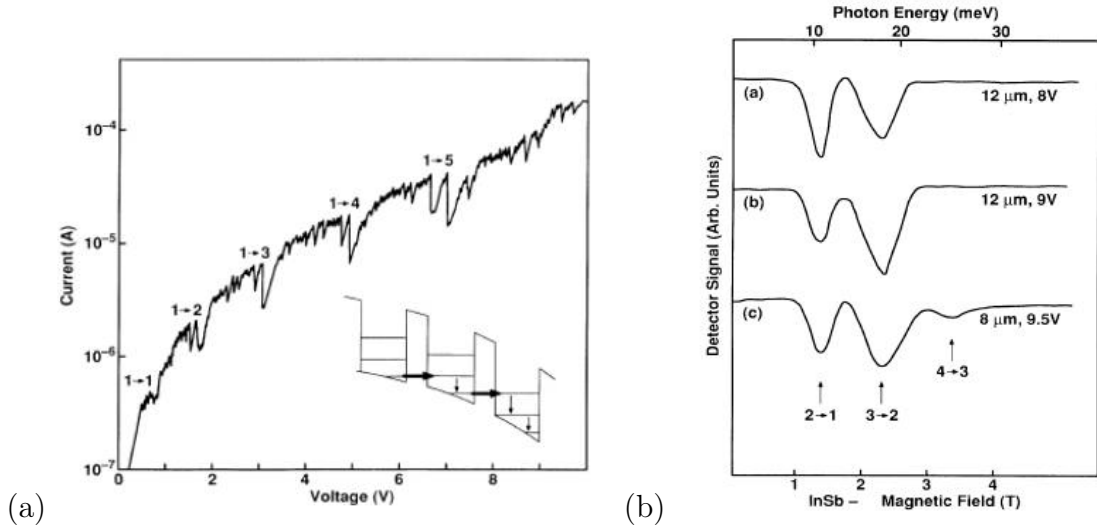 10⁻⁴
10⁻⁵
10⁻⁶
10⁻⁷
Current (A)
1→1
1→2
1→3
1→4
1→5
0 2 4 6 8
Voltage (V)
(a)
Photon Energy (meV)
10 20 30
Detector Signal (Arb. Units)
(a)
12 μm, 8V
(b)
12 μm, 9V
(c)
8 μm, 9.5V
4→3
2→1 3→2
1 2 3 4
InSb – Magnetic Field (T)
(b)